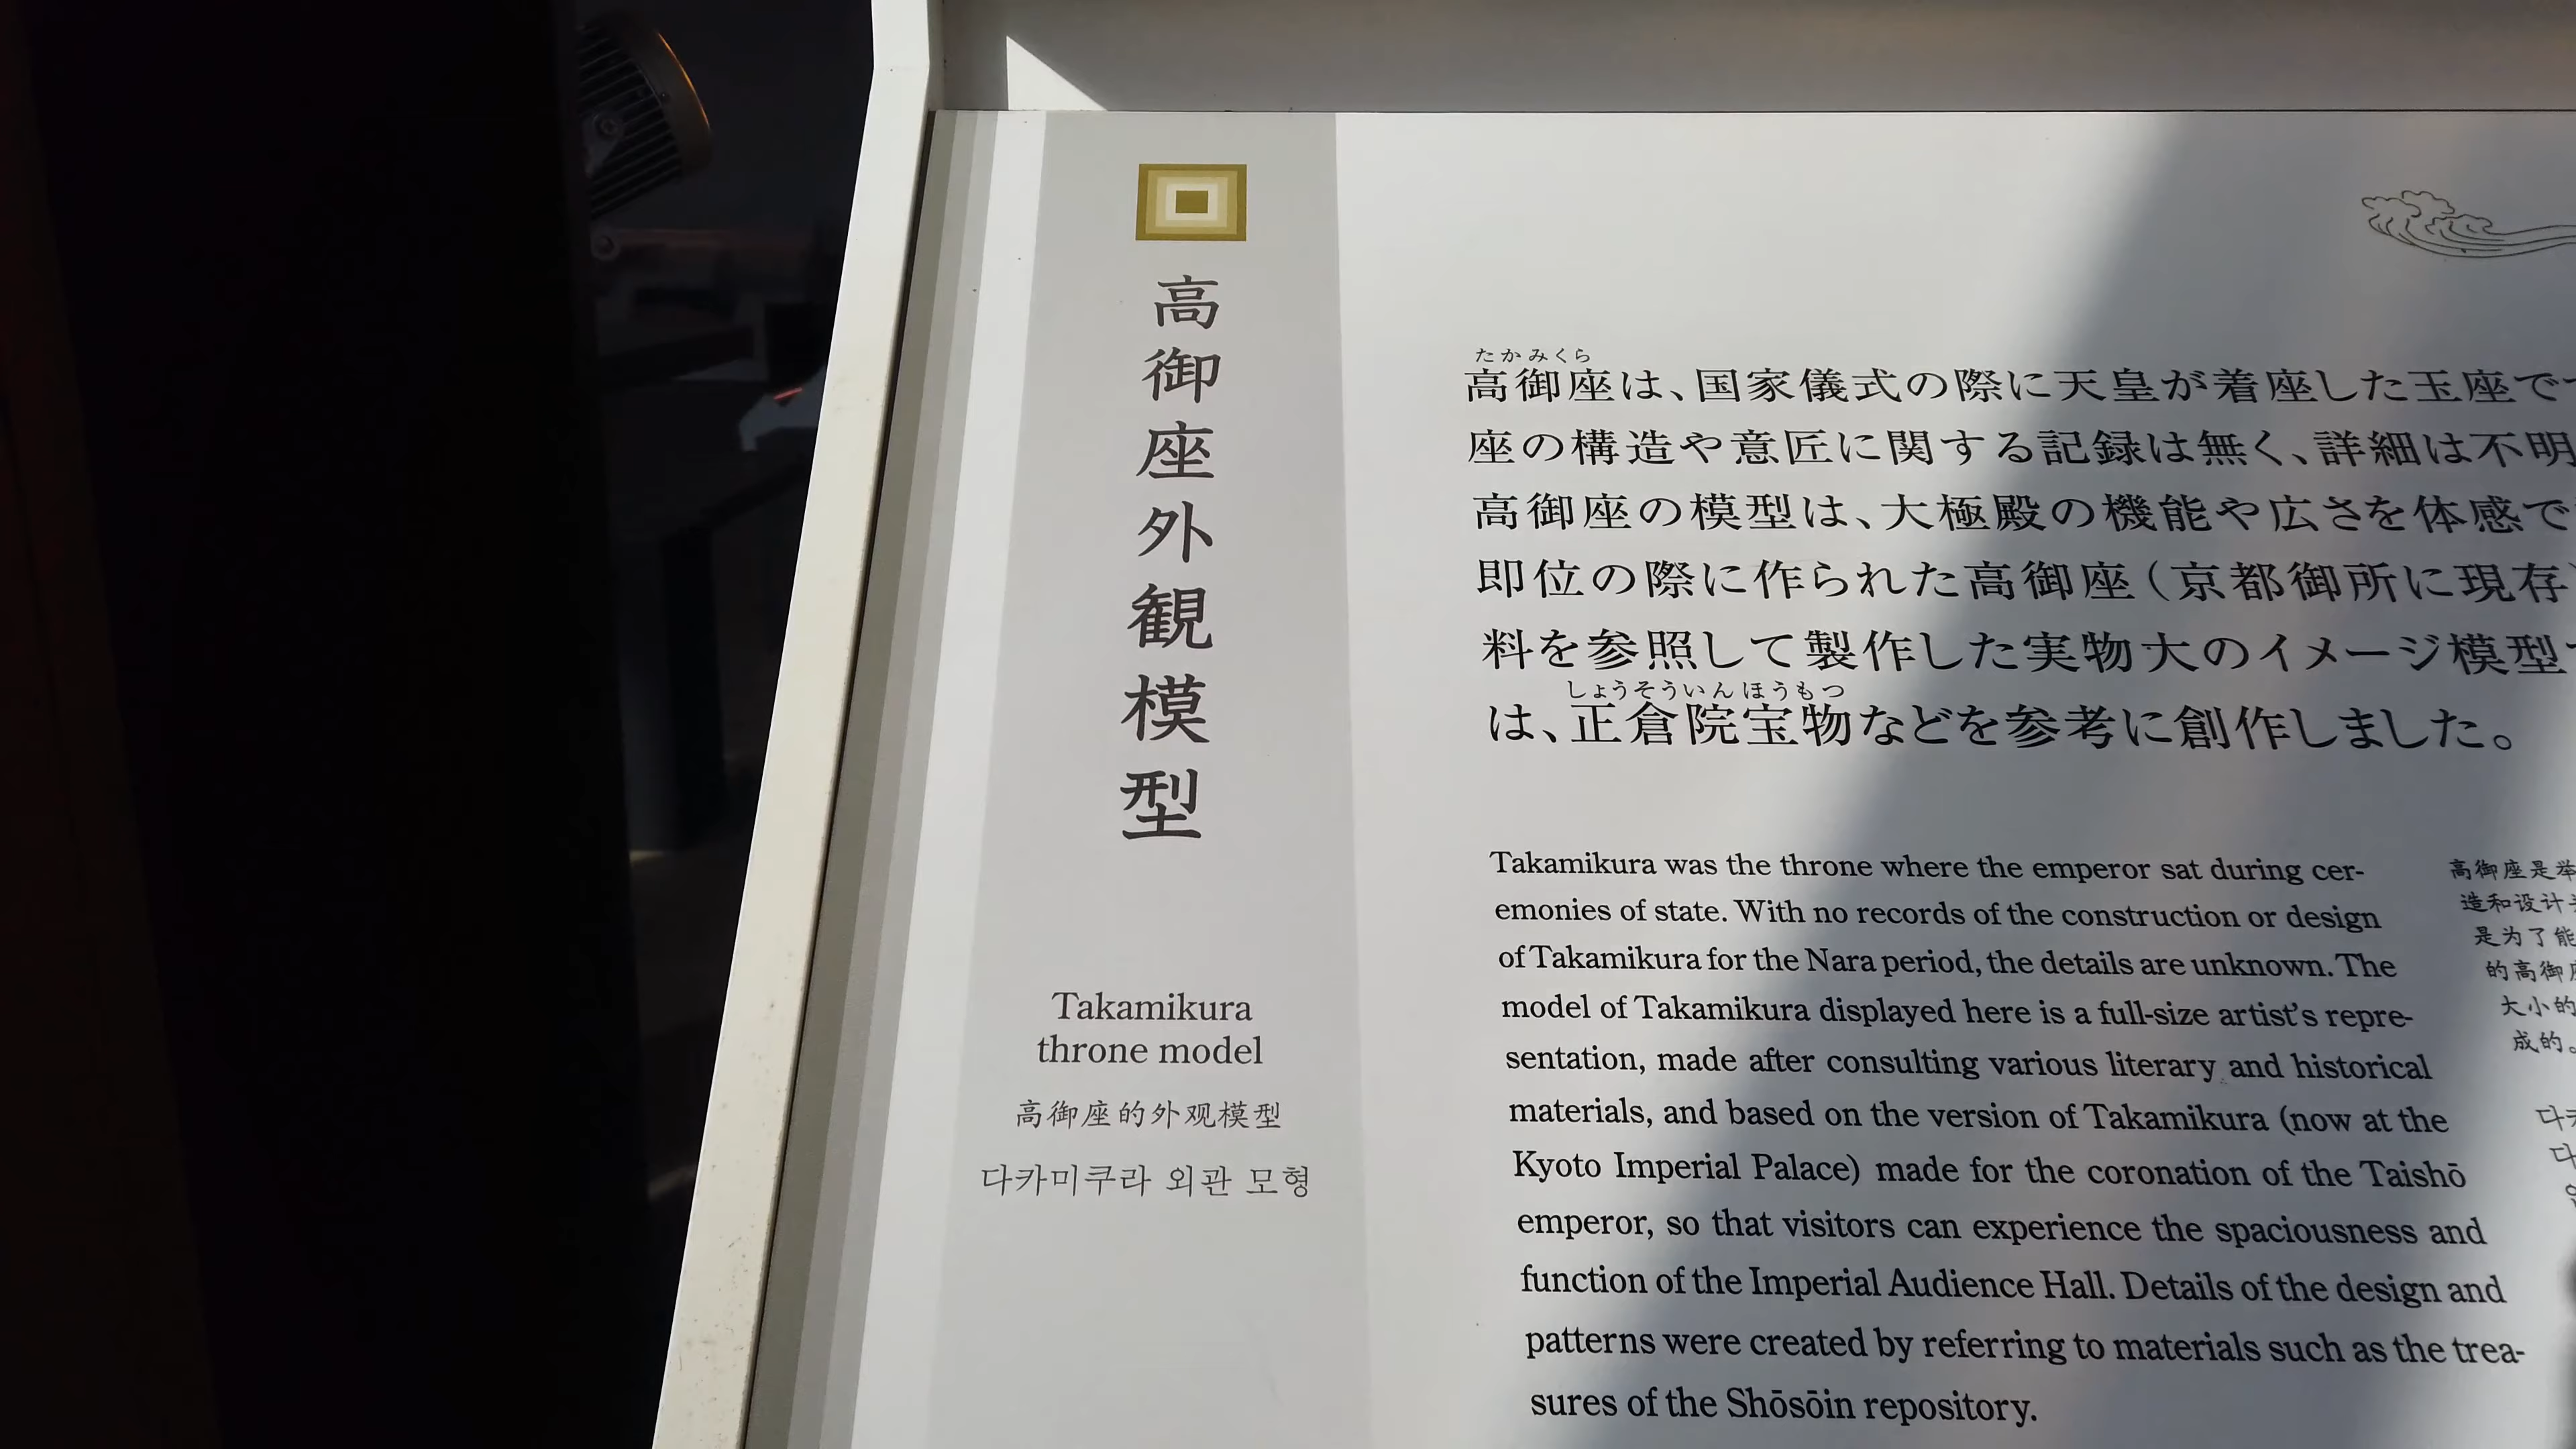 高御座外観模型
Takamikura
throne model
高御座的外观模型
다카미쿠라 외관 모형
たかみくら
高御座は、国家儀式の際に天皇が着座した玉座で
座の構造や意匠に関する記録は無く、詳細は不明
高御座の模型は、大極殿の機能や広さを体感で
即位の際に作られた高御座(京都御所に現存)
料を参照して製作した実物大のイメージ模型
しょうそういん ほうもつ
は、正倉院宝物などを参考に創作しました。
Takamikura was the throne where the emperor sat during cer-
emonies of state. With no records of the construction or design
of Takamikura for the Nara period, the details are unknown. The
model of Takamikura displayed here is a full-size artist's repre-
sentation, made after consulting various literary and historical
materials, and based on the version of Takamikura (now at the
Kyoto Imperial Palace) made for the coronation of the Taishō
emperor, so that visitors can experience the spaciousness and
function of the Imperial Audience Hall. Details of the design and
patterns were created by referring to materials such as the trea-
sures of the Shōsōin repository.
高御座是举
造和设计
是为了能
的高御
大小的
成的。